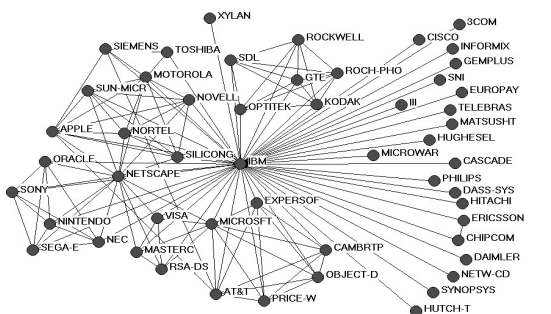 XYLAN
3COM
ROCKWELL
CISCO
SIEMENS
TOSHIBA
INFORMIX
SDL
GEMPLUS
MOTOROLA
GTE
ROCH-PHO
SNI
SUN-MICR
EUROPAY
NOVELL
OPTITEK
KODAK
III
TELEBRAS
MATSUSHT
APPLE
NORTEL
HUGHESEL
SILICONG
MICROWAR
ORACLE
IBM
CASCADE
NETSCAPE
PHILIPS
SONY
DASS-SYS
EXPERSOF
HITACHI
VISA
NINTENDO
MICROSFT
ERICSSON
NEC
CHIPCOM
SEGA-E
MASTERC
CAMBRTP
DAIMLER
RSA-DS
OBJECT-D
NETW-CD
AT&T
PRICE-W
SYNOPSYS
HUTCH-T